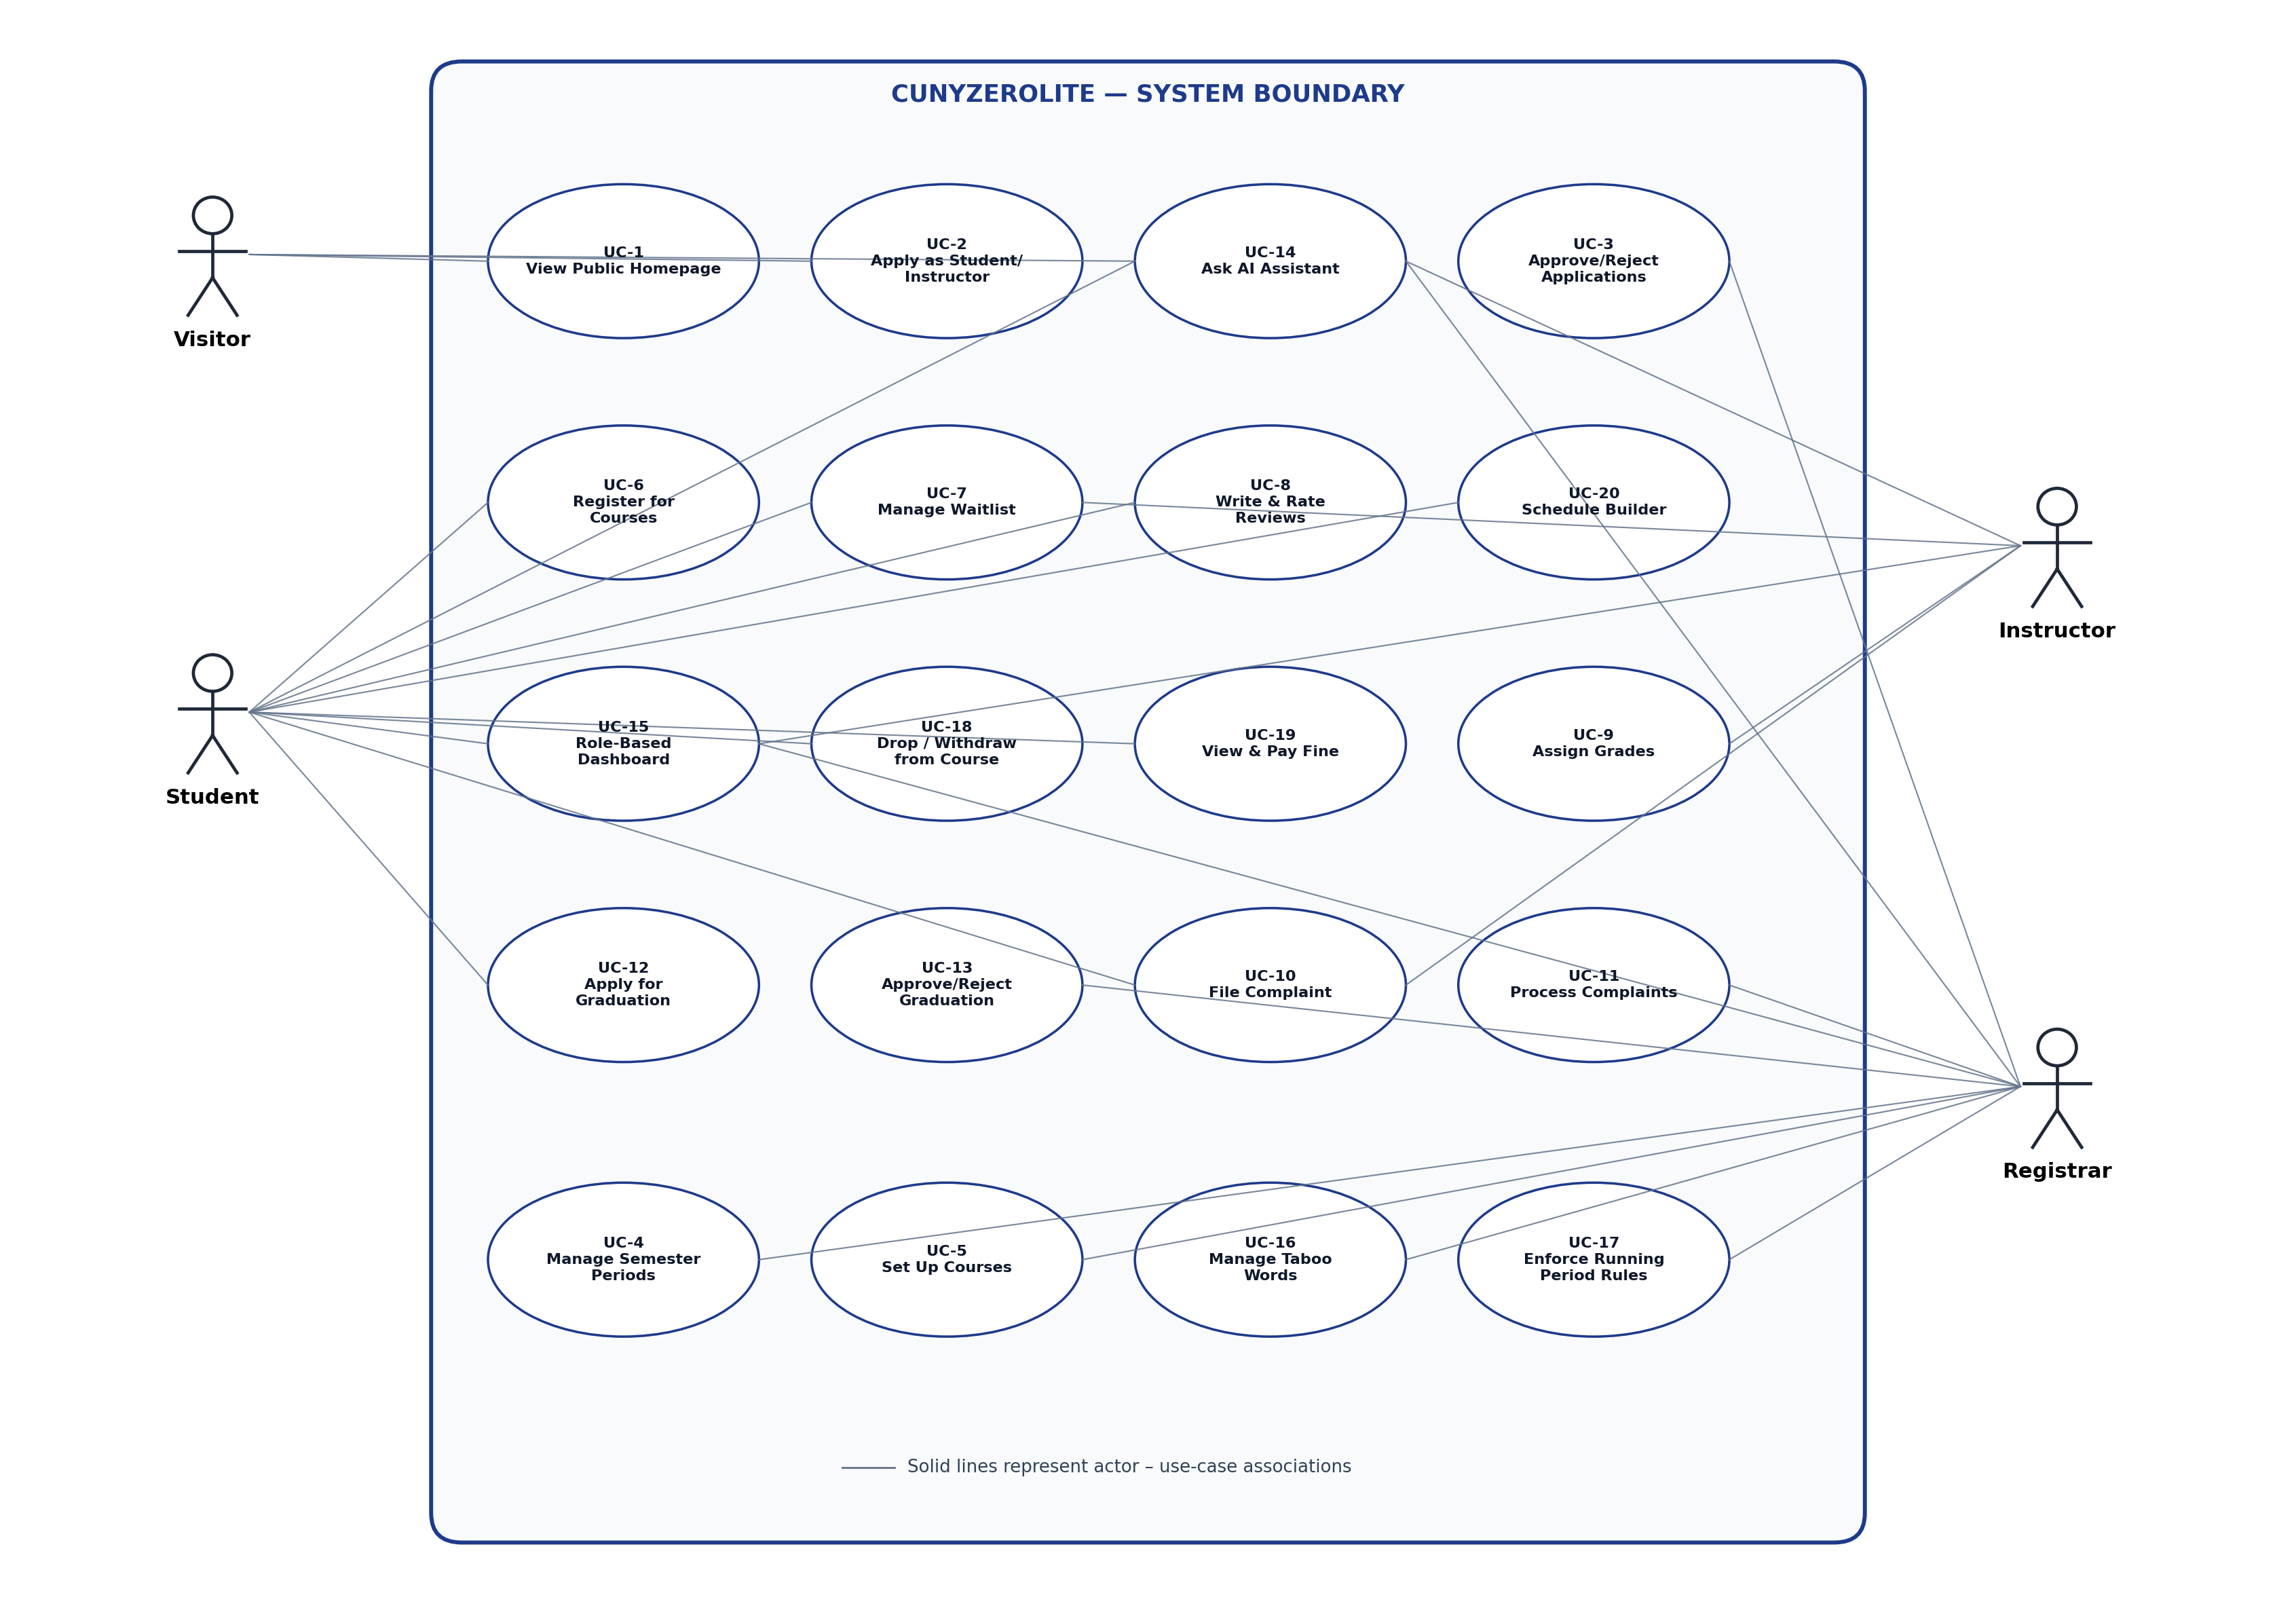 CUNYZEROLITE — SYSTEM BOUNDARY
Visitor
UC-1
View Public Homepage
UC-2
Apply as Student/
Instructor
UC-14
Ask AI Assistant
UC-3
Approve/Reject
Applications
UC-6
Register for
Courses
UC-7
Manage Waitlist
UC-8
Write & Rate
Reviews
UC-20
Schedule Builder
Instructor
Student
UC-15
Role-Based
Dashboard
UC-18
Drop / Withdraw
from Course
UC-19
View & Pay Fine
UC-9
Assign Grades
UC-12
Apply for
Graduation
UC-13
Approve/Reject
Graduation
UC-10
File Complaint
UC-11
Process Complaints
Registrar
UC-4
Manage Semester
Periods
UC-5
Set Up Courses
UC-16
Manage Taboo
Words
UC-17
Enforce Running
Period Rules
Solid lines represent actor – use-case associations